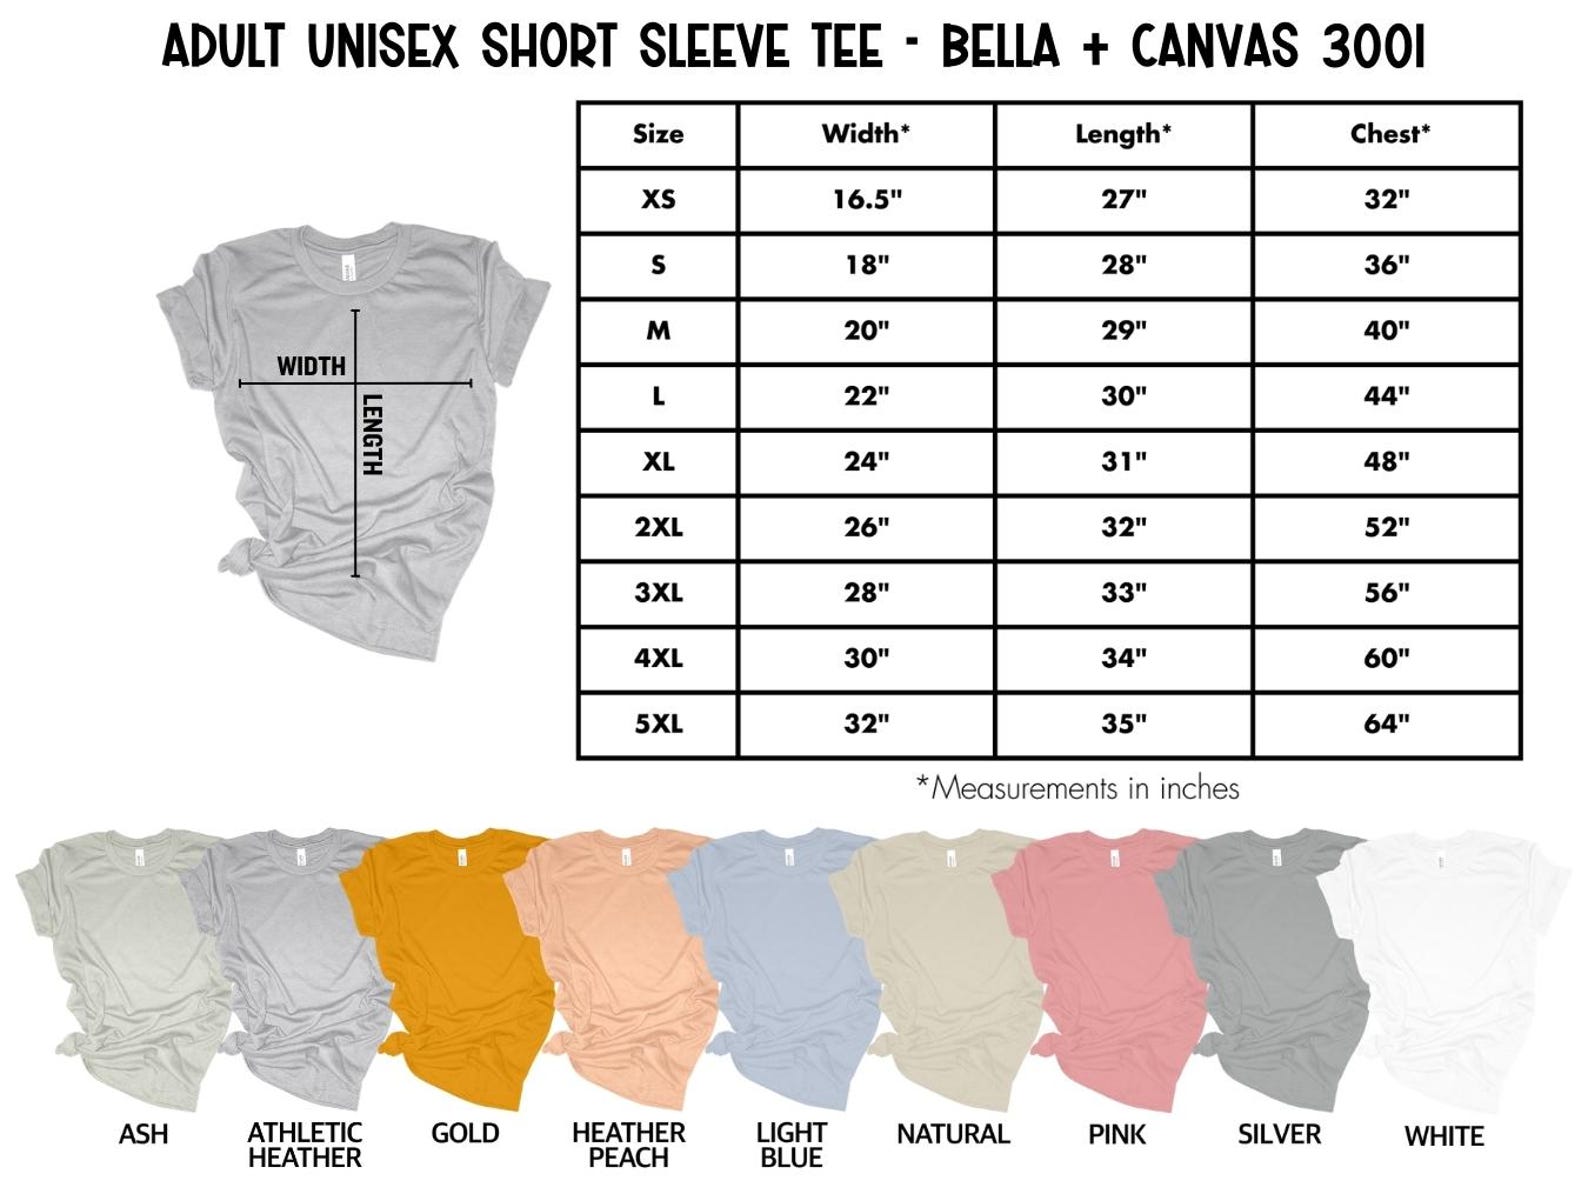 ADULT UNISEX SHORT SLEEVE TEE - BELLA + CANVAS 3001
Size Width* Length* Chest*
XS 16.5" 27" 32"
S 18" 28" 36"
M 20" 29" 40"
L 22" 30" 44"
XL 24" 31" 48"
2XL 26" 32" 52"
3XL 28" 33" 56"
4XL 30" 34" 60"
5XL 32" 35" 64"
*Measurements in inches
WIDTH
LENGTH
ASH
ATHLETIC
HEATHER
GOLD
HEATHER
PEACH
LIGHT
BLUE
NATURAL
PINK
SILVER
WHITE